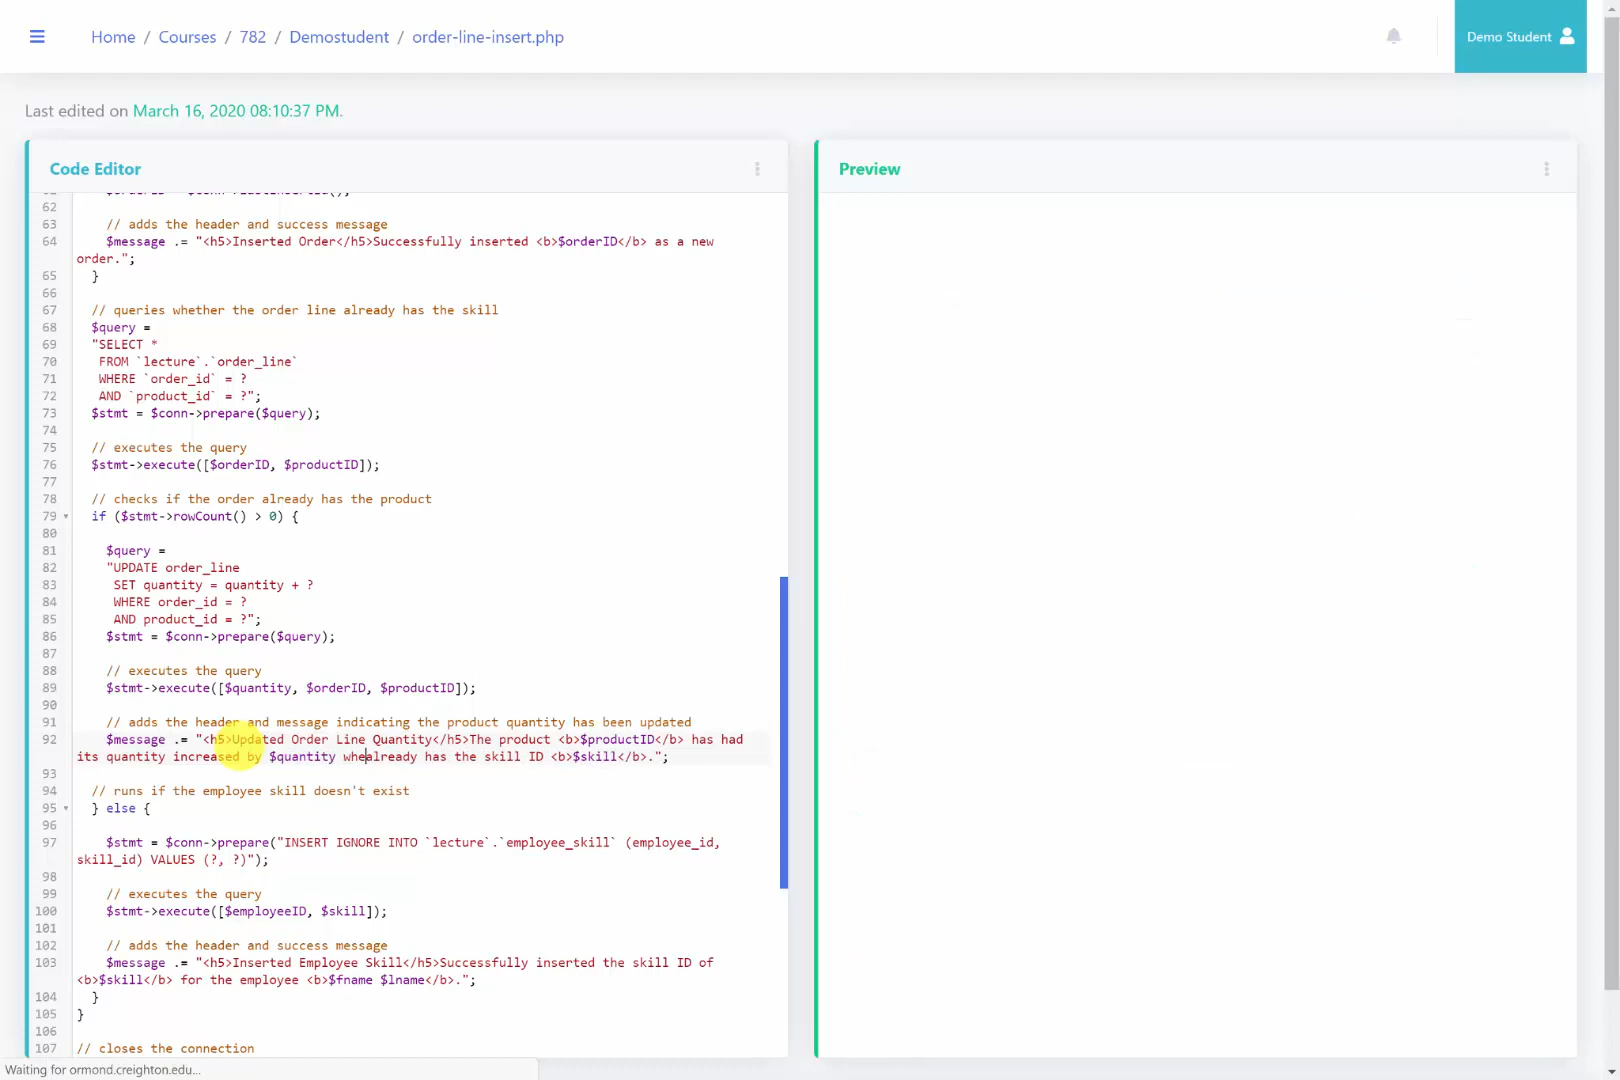 Home / Courses / 782 / Demostudent / order-line-insert.php
Demo Student
Last edited on March 16, 2020 08:10:37 PM.
Code Editor
Preview
62
63 // adds the header and success message
64 $message .= "<h5>Inserted Order</h5>Successfully inserted <b>$orderID</b> as a new
order.";
65 }
66
67 // queries whether the order line already has the skill
68 $query =
69 "SELECT *
70 FROM `lecture`.`order_line`
71 WHERE `order_id` = ?
72 AND `product_id` = ?";
73 $stmt = $conn->prepare($query);
74
75 // executes the query
76 $stmt->execute([$orderID, $productID]);
77
78 // checks if the order already has the product
79 if ($stmt->rowCount() > 0) {
80
81 $query =
82 "UPDATE order_line
83 SET quantity = quantity + ?
84 WHERE order_id = ?
85 AND product_id = ?";
86 $stmt = $conn->prepare($query);
87
88 // executes the query
89 $stmt->execute([$quantity, $orderID, $productID]);
90
91 // adds the header and message indicating the product quantity has been updated
92 $message .= "<h5>Updated Order Line Quantity</h5>The product <b>$productID</b> has had
its quantity increased by $quantity whealready has the skill ID <b>$skill</b>.";
93
94 // runs if the employee skill doesn't exist
95 } else {
96
97 $stmt = $conn->prepare("INSERT IGNORE INTO `lecture`.`employee_skill` (employee_id,
skill_id) VALUES (?, ?)");
98
99 // executes the query
100 $stmt->execute([$employeeID, $skill]);
101
102 // adds the header and success message
103 $message .= "<h5>Inserted Employee Skill</h5>Successfully inserted the skill ID of
<b>$skill</b> for the employee <b>$fname $lname</b>.";
104 }
105 }
106
107 // closes the connection
Waiting for ormond.creighton.edu...